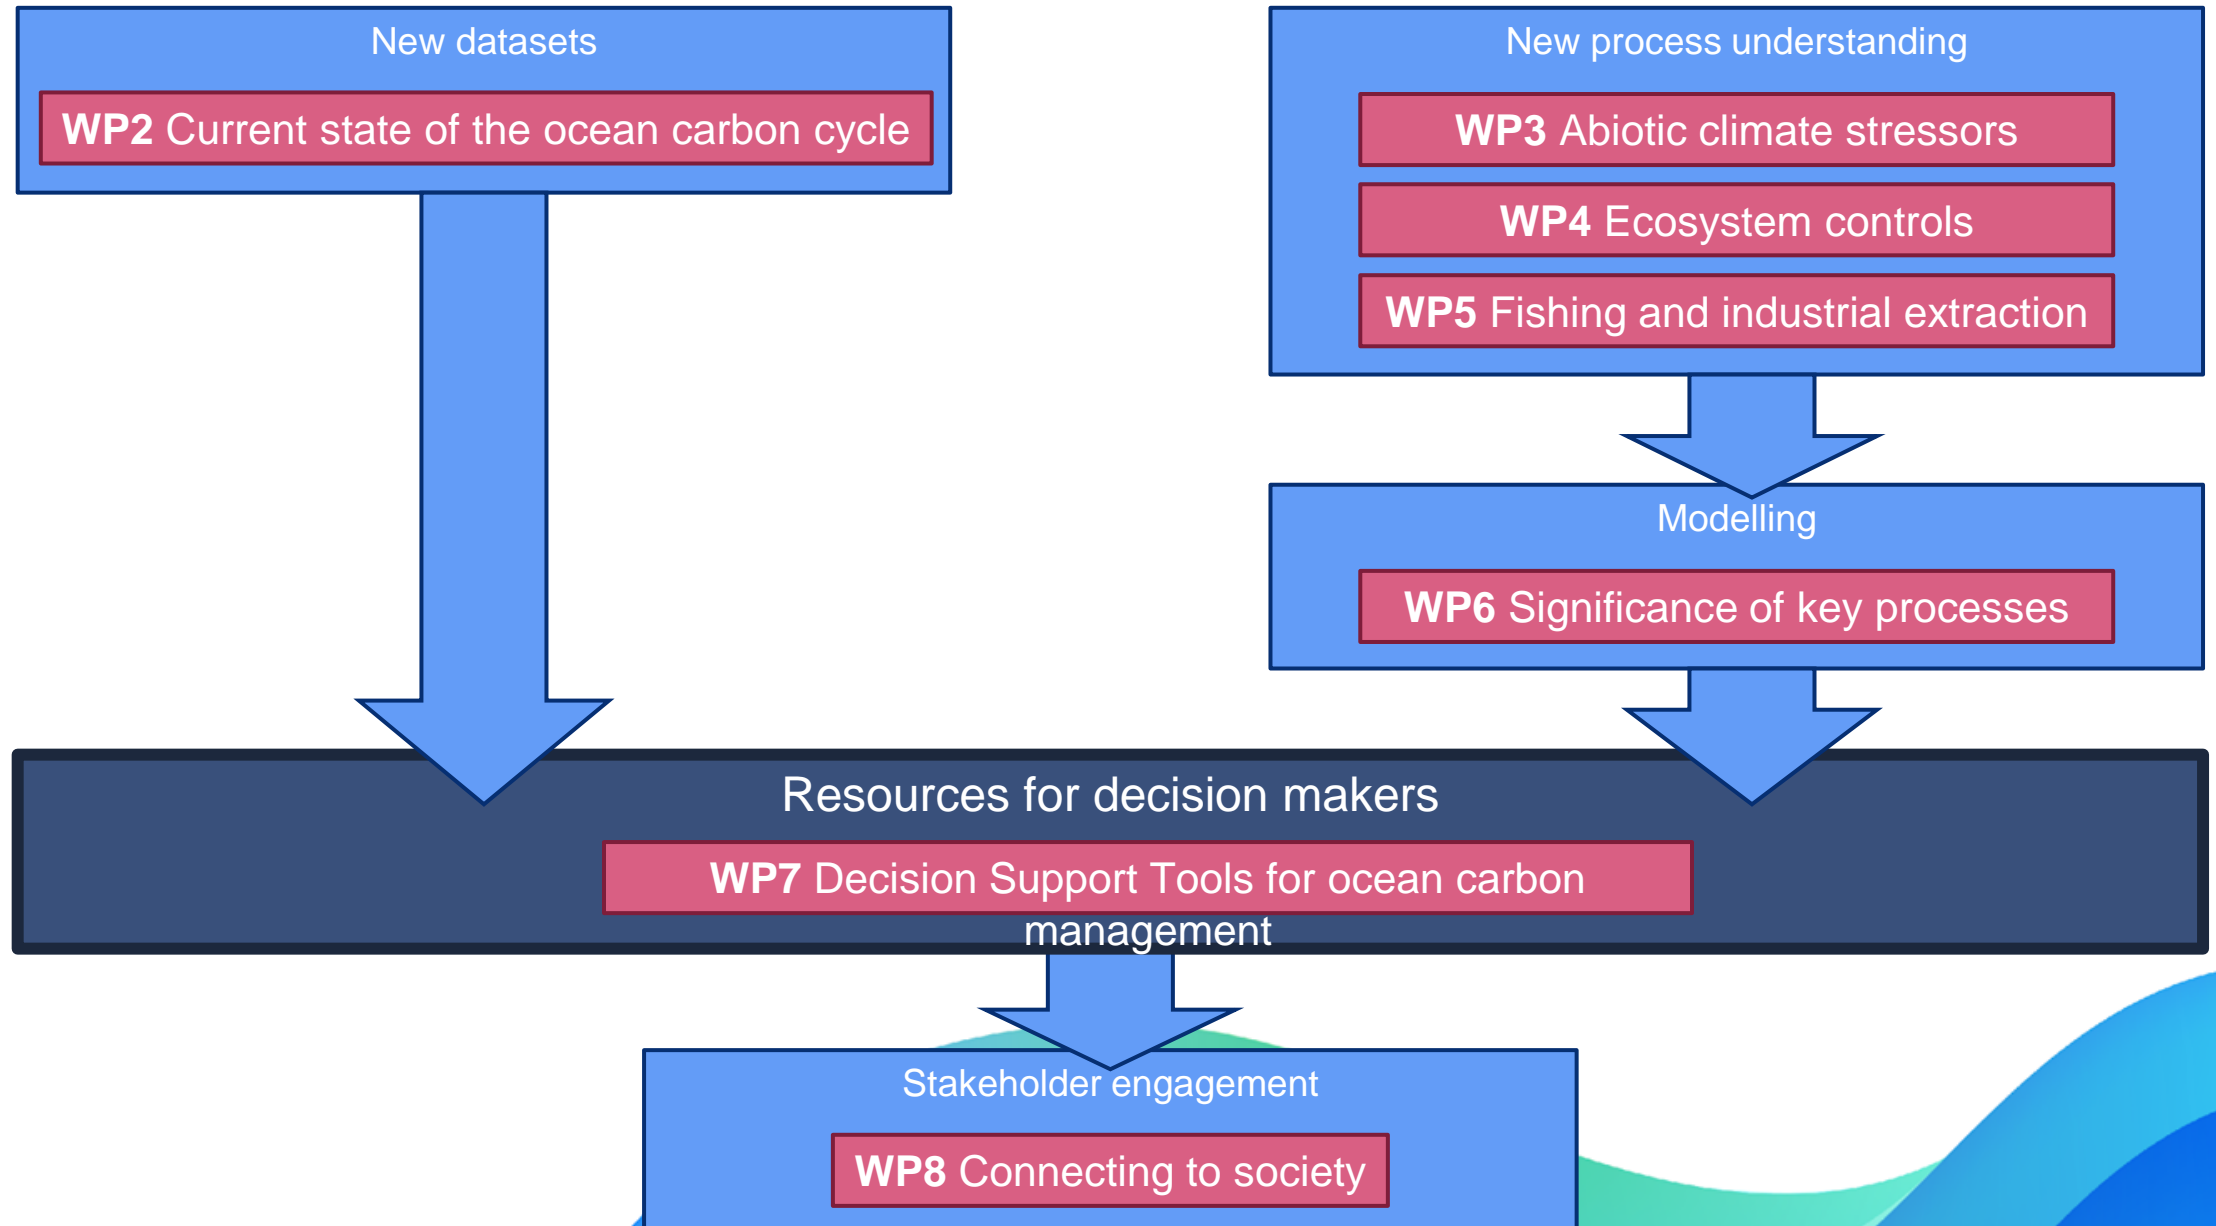 New datasets
WP2 Current state of the ocean carbon cycle
New process understanding
WP3 Abiotic climate stressors
WP4 Ecosystem controls
WP5 Fishing and industrial extraction
Modelling
WP6 Significance of key processes
Resources for decision makers
WP7 Decision Support Tools for ocean carbon
management
Stakeholder engagement
WP8 Connecting to society